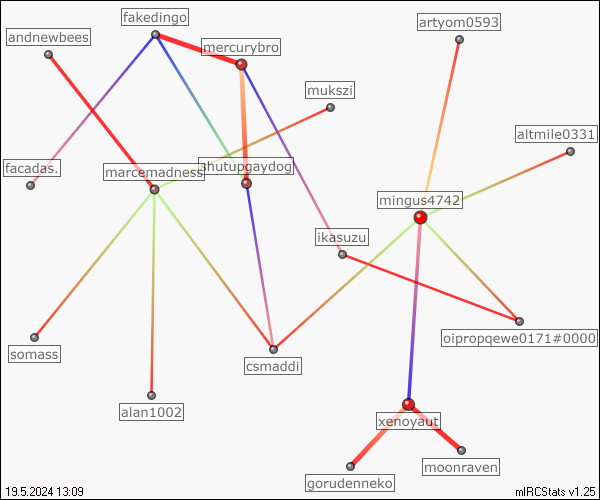 fakedingo
artyom0593
andnewbees
mercurybro
mukszi
altmile0331
facadas.
marcemadness
shutupgaydog
mingus4742
ikasuzu
oipropqewe0171#0000
somass
csmaddi
alan1002
xenoyaut
moonraven
gorudenneko
19.5.2024 13:09
mIRCStats v1.25